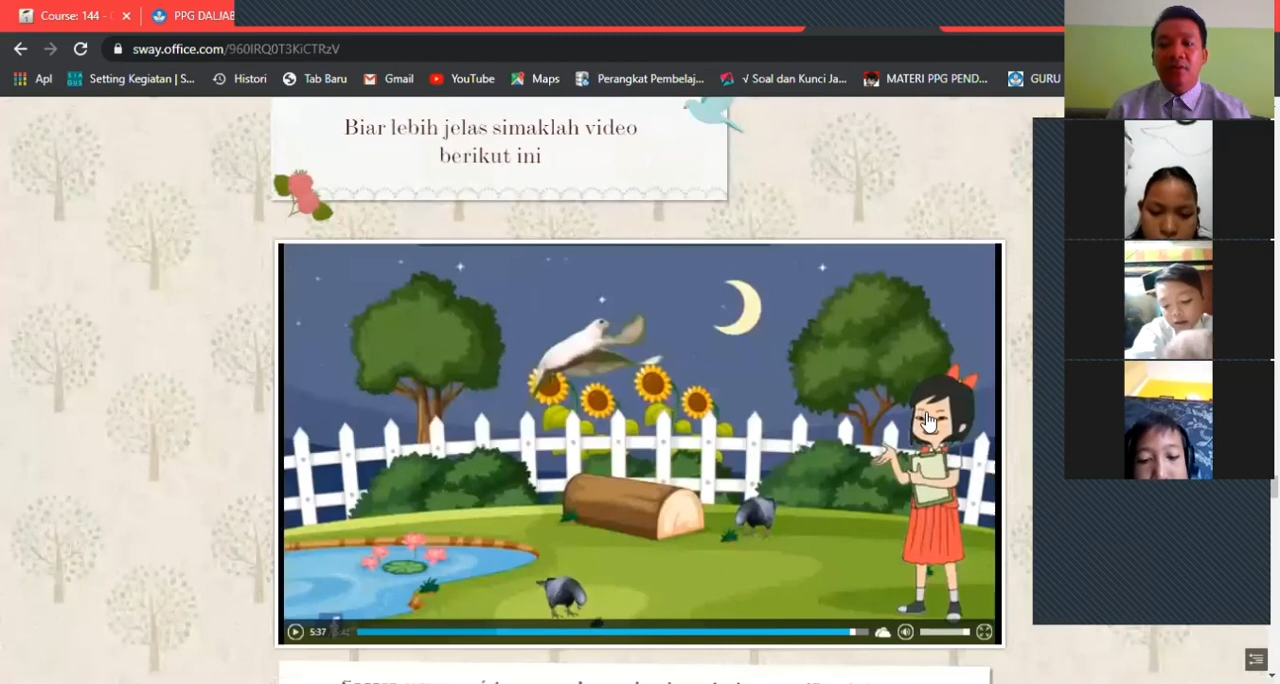 Course: 144 -
PPG DALJAB
sway.office.com/960lRQ0T3KiCTRzV
Apl
Setting Kegiatan | S...
Histori
Tab Baru
Gmail
YouTube
Maps
Perangkat Pembelaj...
√ Soal dan Kunci Ja...
MATERI PPG PEND...
GURU
Biar lebih jelas simaklah video
berikut ini
5:37